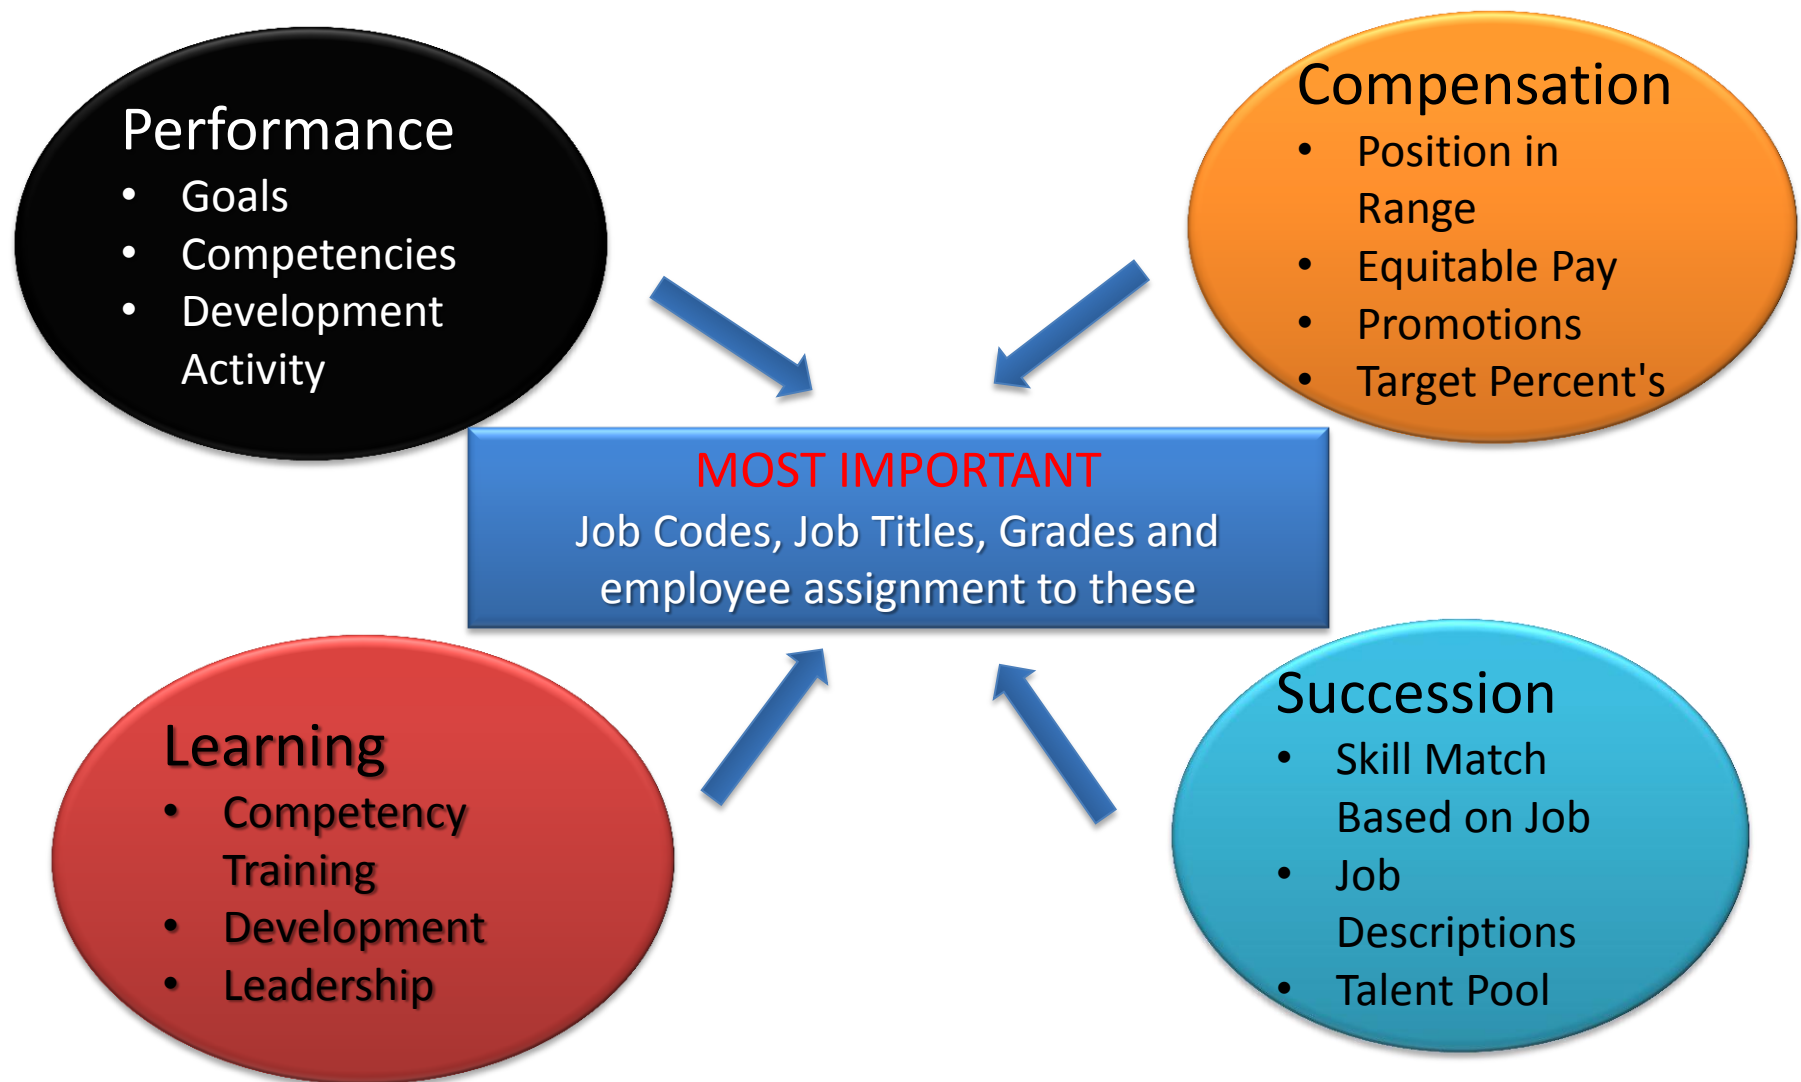 Performance
• Goals
• Competencies
• Development
Activity
Compensation
• Position in
Range
• Equitable Pay
• Promotions
• Target Percent's
MOST IMPORTANT
Job Codes, Job Titles, Grades and
employee assignment to these
Learning
• Competency
Training
• Development
• Leadership
Succession
• Skill Match
Based on Job
• Job
Descriptions
• Talent Pool